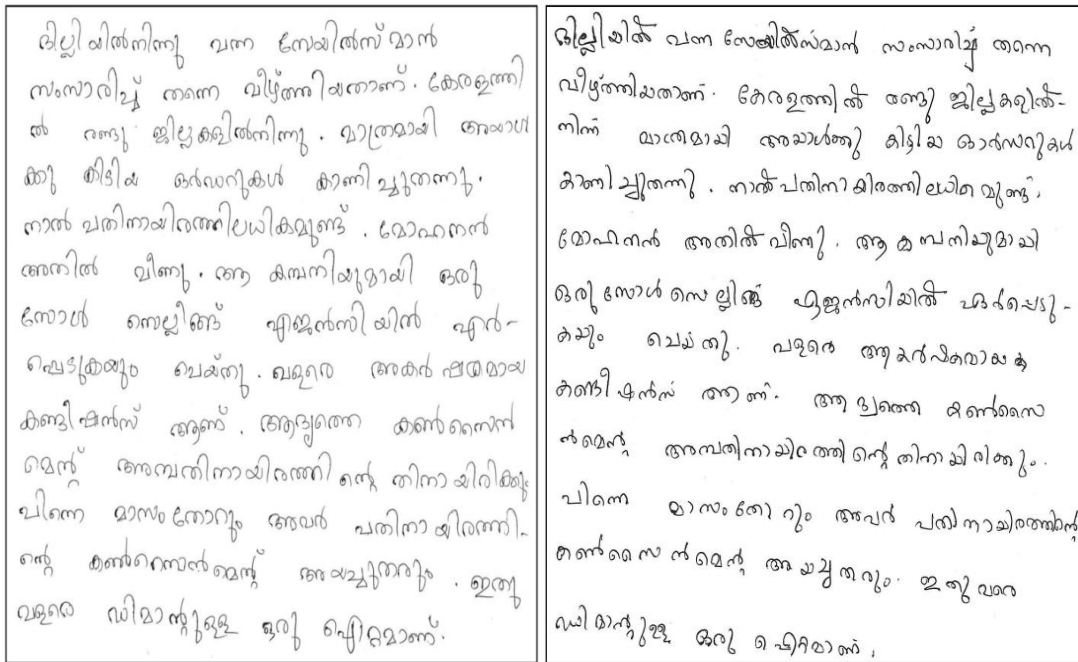 ദില്ലിയിൽനിന്നു വന്ന സേയിൽസ്മാൻ
സംസാരിച്ച് തന്നെ വീഴ്ത്തിയതാണ്. കേരളത്തി
ൽ രണ്ടു ജില്ലകളിൽനിന്നു. മാത്രമായി അയാൾ
ക്കു കിട്ടിയ ഒർഡറുകൾ കാണിച്ചുതന്നു.
നാൽപതിനായിരത്തിലധികമുണ്ട്. മോഹനൻ
അതിൽ വീണു. ആ കമ്പനിയുമായി ഒരു
സോൾ സെല്ലിങ്ങ് ഏജൻസിയിൽ എർ-
പ്പെടുകയും ചെയ്തു. വളരെ അകർഷകമായ
കണ്ടീഷൻസ് ആണ്. ആദ്യത്തെ കൺസൈൻ
മെന്റ് അമ്പതിനായിരത്തിന്റെതിനായിരിക്കും
പിന്നെ മാസംതോറും അവർ പതിനായിരത്തി-
ന്റെ കൺസൈൻമെന്റ് അയച്ചുതരും. ഇതു
വളരെ ഡിമാന്റുള്ള ഒരു ഐറ്റമാണ്.
ദില്ലിയിൽ വന്ന സേയിൽസ്മാൻ സംസാരിച്ച് തന്നെ
വീഴ്ത്തിയതാണ്. കേരളത്തിൽ രണ്ടു ജില്ലകളിൽ-
നിന്ന് മാത്രമായി അയാൾക്കു കിട്ടിയ ഓർഡറുകൾ
കാണിച്ചുതന്നു. നാൽപതിനായിരത്തിലധികമുണ്ട്.
മോഹനൻ അതിൽ വീണു. ആ കമ്പനിയുമായി
ഒരു സോൾ സെല്ലിങ്ങ് ഏജൻസിയിൽ ഏർപ്പെടു-
കയും ചെയ്തു. വളരെ ആകർഷകമായ
കണ്ടീഷൻസ് ആണ്. ആദ്യത്തെ കൺസൈ
ൻമെന്റ് അമ്പതിനായിരത്തിന്റെതിനായിരിക്കും.
പിന്നെ മാസംതോറും അവർ പതിനായിരത്തിന്റെ
കൺസൈൻമെന്റ് അയച്ചുതരും. ഇതുവരെ
ഡിമാന്റുള്ള ഒരു ഐറ്റമാണ്.